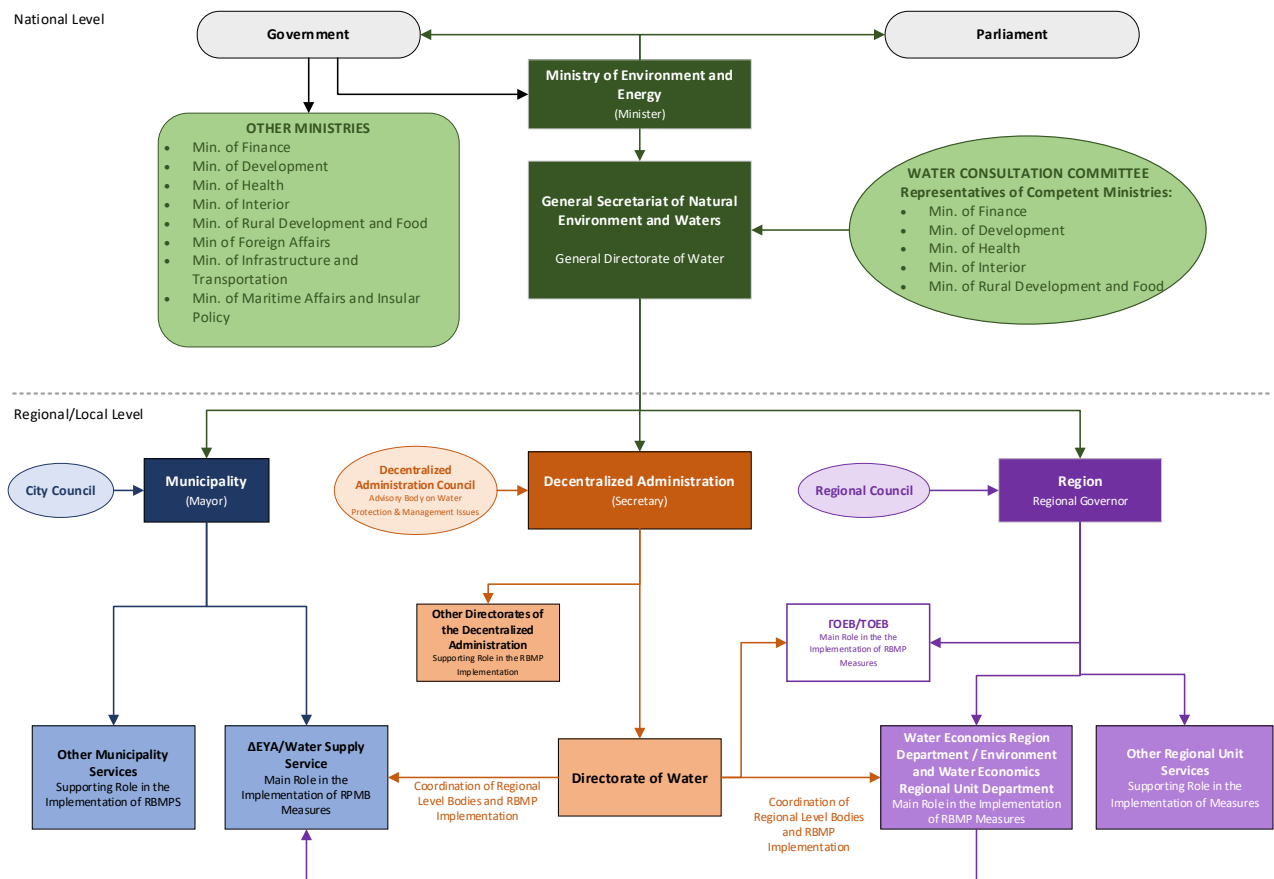 National Level
Government
Parliament
Ministry of Environment and
Energy
(Minister)
OTHER MINISTRIES
• Min. of Finance
• Min. of Development
• Min. of Health
• Min. of Interior
• Min. of Rural Development and Food
• Min of Foreign Affairs
• Min. of Infrastructure and
Transportation
• Min. of Maritime Affairs and Insular
Policy
General Secretariat of Natural
Environment and Waters
General Directorate of Water
WATER CONSULTATION COMMITTEE
Representatives of Competent Ministries:
• Min. of Finance
• Min. of Development
• Min. of Health
• Min. of Interior
• Min. of Rural Development and Food
Regional/Local Level
City Council
Municipality
(Mayor)
Decentralized
Administration Council
Advisory Body on Water
Protection & Management Issues
Decentralized Administration
(Secretary)
Regional Council
Region
Regional Governor
Other Directorates of
the Decentralized
Administration
Supporting Role in the RBMP
Implementation
ΓΟΕΒ/ΤΟΕΒ
Main Role in the the
Implementation of RBMP
Measures
Other Municipality
Services
Supporting Role in the
Implementation of RBMPS
ΔΕΥΑ/Water Supply
Service
Main Role in the
Implementation of RPMB
Measures
Coordination of Regional
Level Bodies and RBMP
Implementation
Directorate of Water
Coordination of
Regional Level Bodies
and RBMP
Implementation
Water Economics Region
Department / Environment
and Water Economics
Regional Unit Department
Main Role in the Implementation
of RBMP Measures
Other Regional Unit
Services
Supporting Role in the
Implementation of Measures